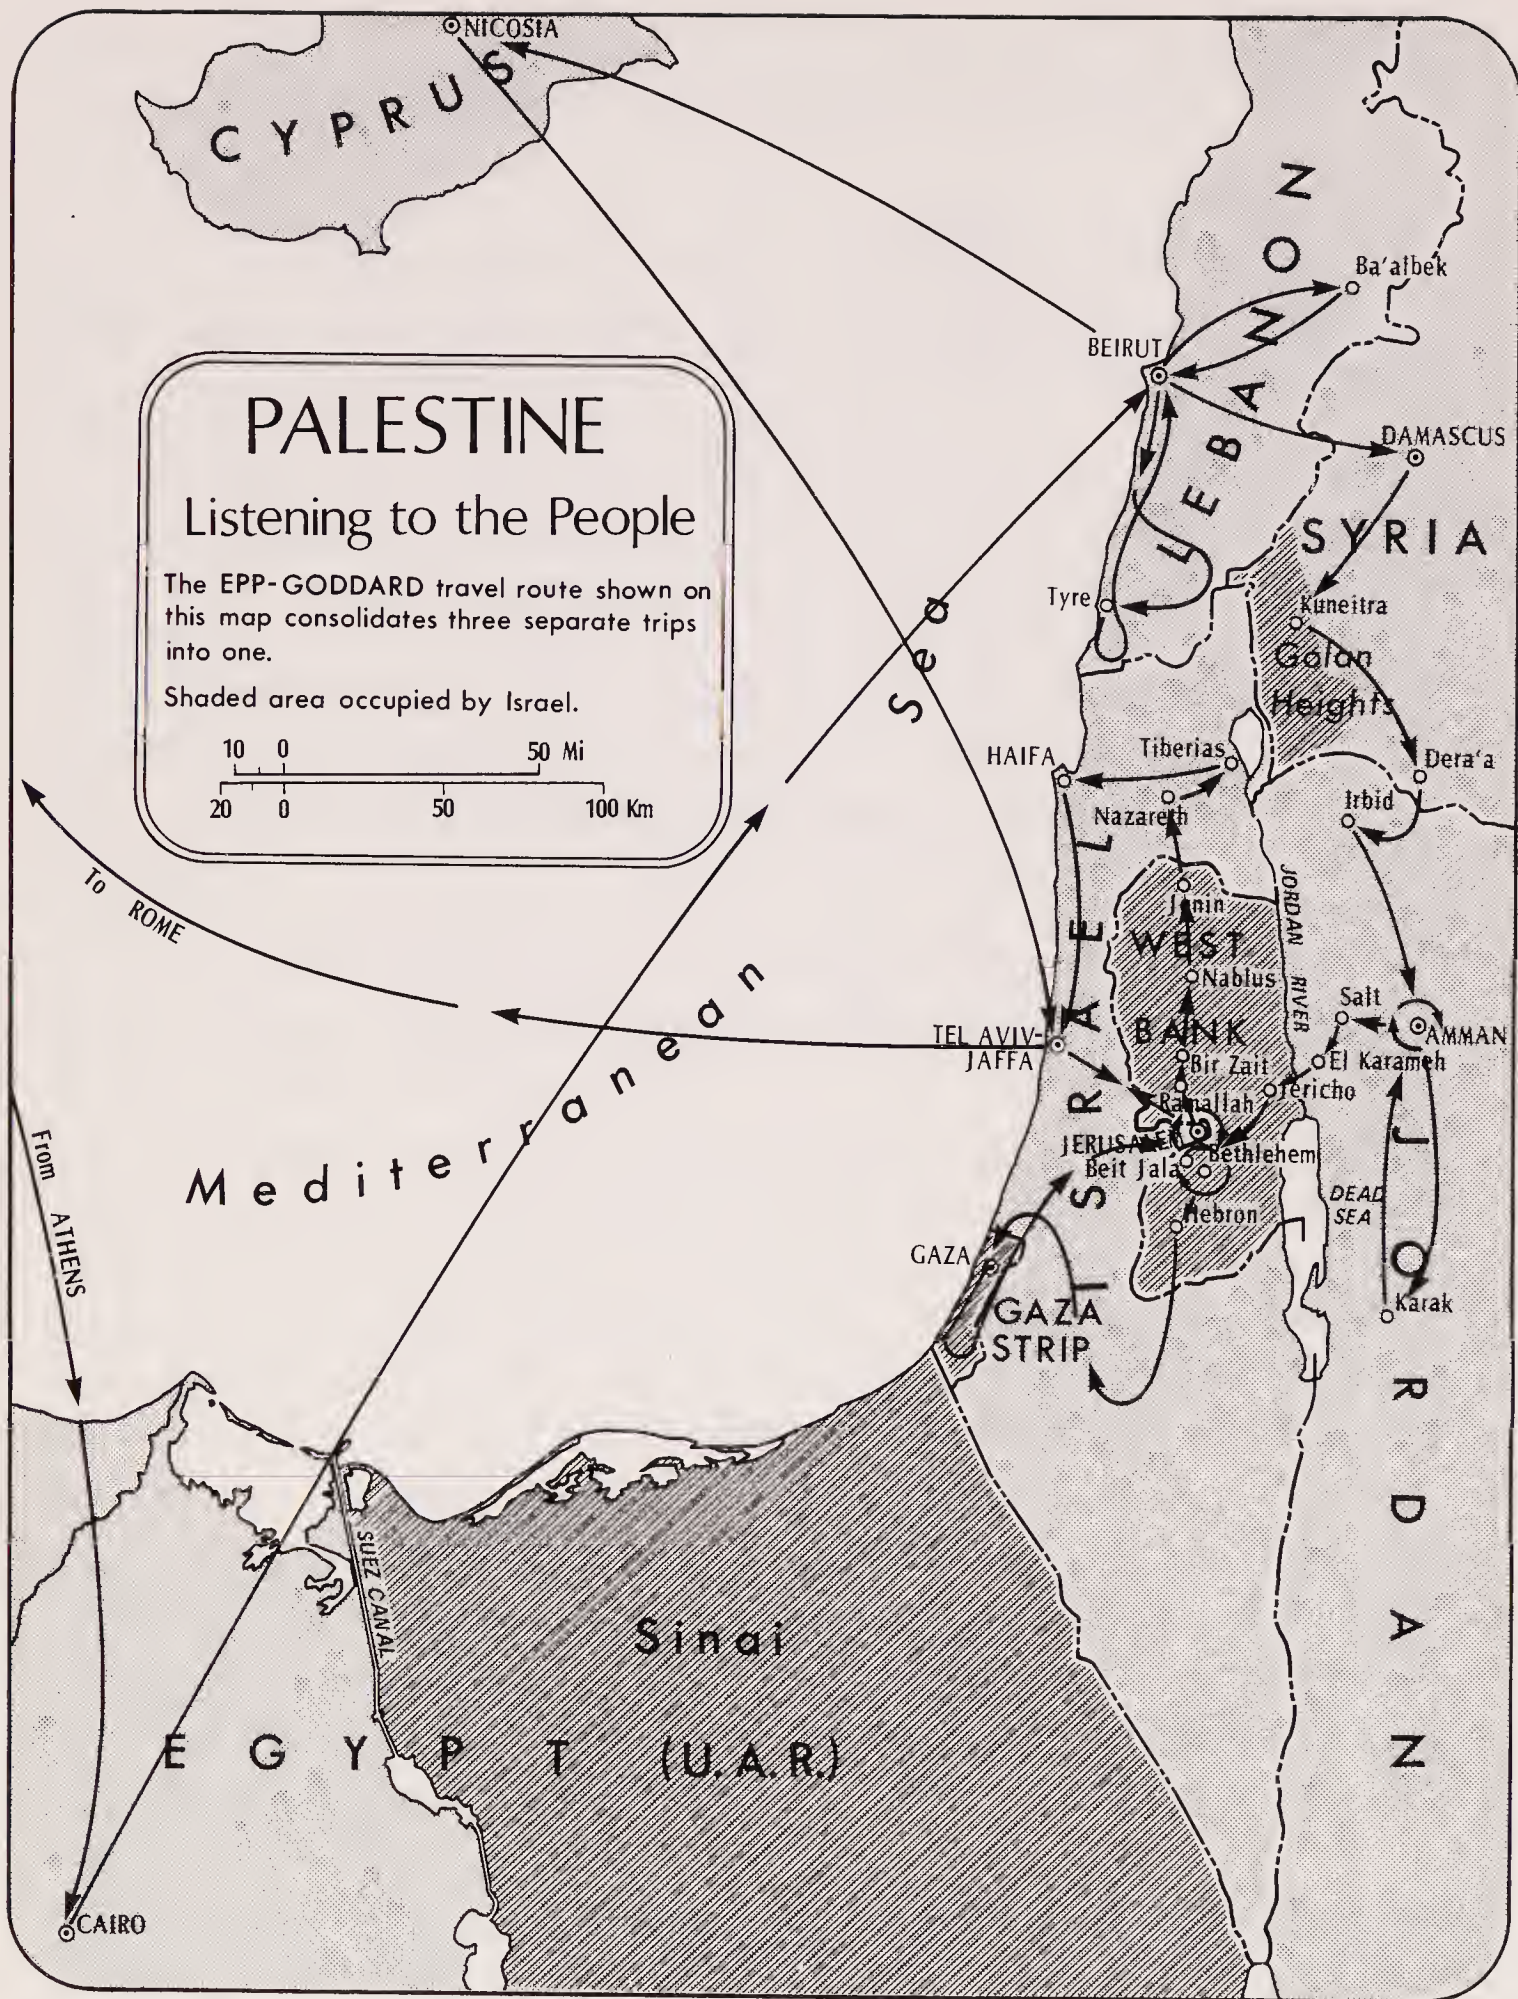 NICOSIA
CYPRUS
LEBANON
Ba'albek
BEIRUT
DAMASCUS
SYRIA
PALESTINE
Listening to the People
The EPP-GODDARD travel route shown on
this map consolidates three separate trips
into one.
Shaded area occupied by Israel.
10 0 50 Mi
20 0 50 100 Km
Tyre
Kuneitra
Golan
Heights
Mediterranean Sea
HAIFA
Tiberias
Dera'a
Nazareth
Irbid
To ROME
ISRAEL
Jenin
JORDAN RIVER
WEST
BANK
Nablus
Salt
AMMAN
TEL AVIV-
JAFFA
Bir Zait
El Karameh
Ramallah
Jericho
JERUSALEM
Beit Jala
Bethlehem
From ATHENS
DEAD
SEA
Hebron
GAZA
GAZA
STRIP
Karak
JORDAN
SUEZ CANAL
Sinai
EGYPT (U.A.R.)
CAIRO